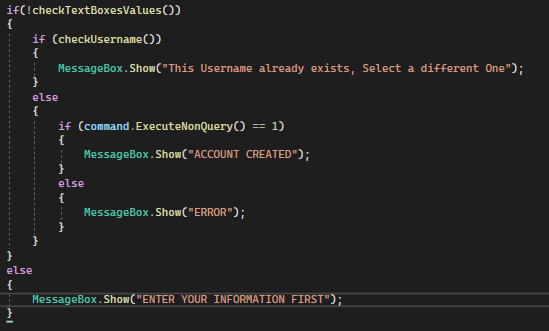 if(!checkTextBoxesValues())
{
if (checkUsername())
{
MessageBox.Show("This Username already exists, Select a different One");
}
else
{
if (command.ExecuteNonQuery() == 1)
{
MessageBox.Show("ACCOUNT CREATED");
}
else
{
MessageBox.Show("ERROR");
}
}
}
else
{
MessageBox.Show("ENTER YOUR INFORMATION FIRST");
}